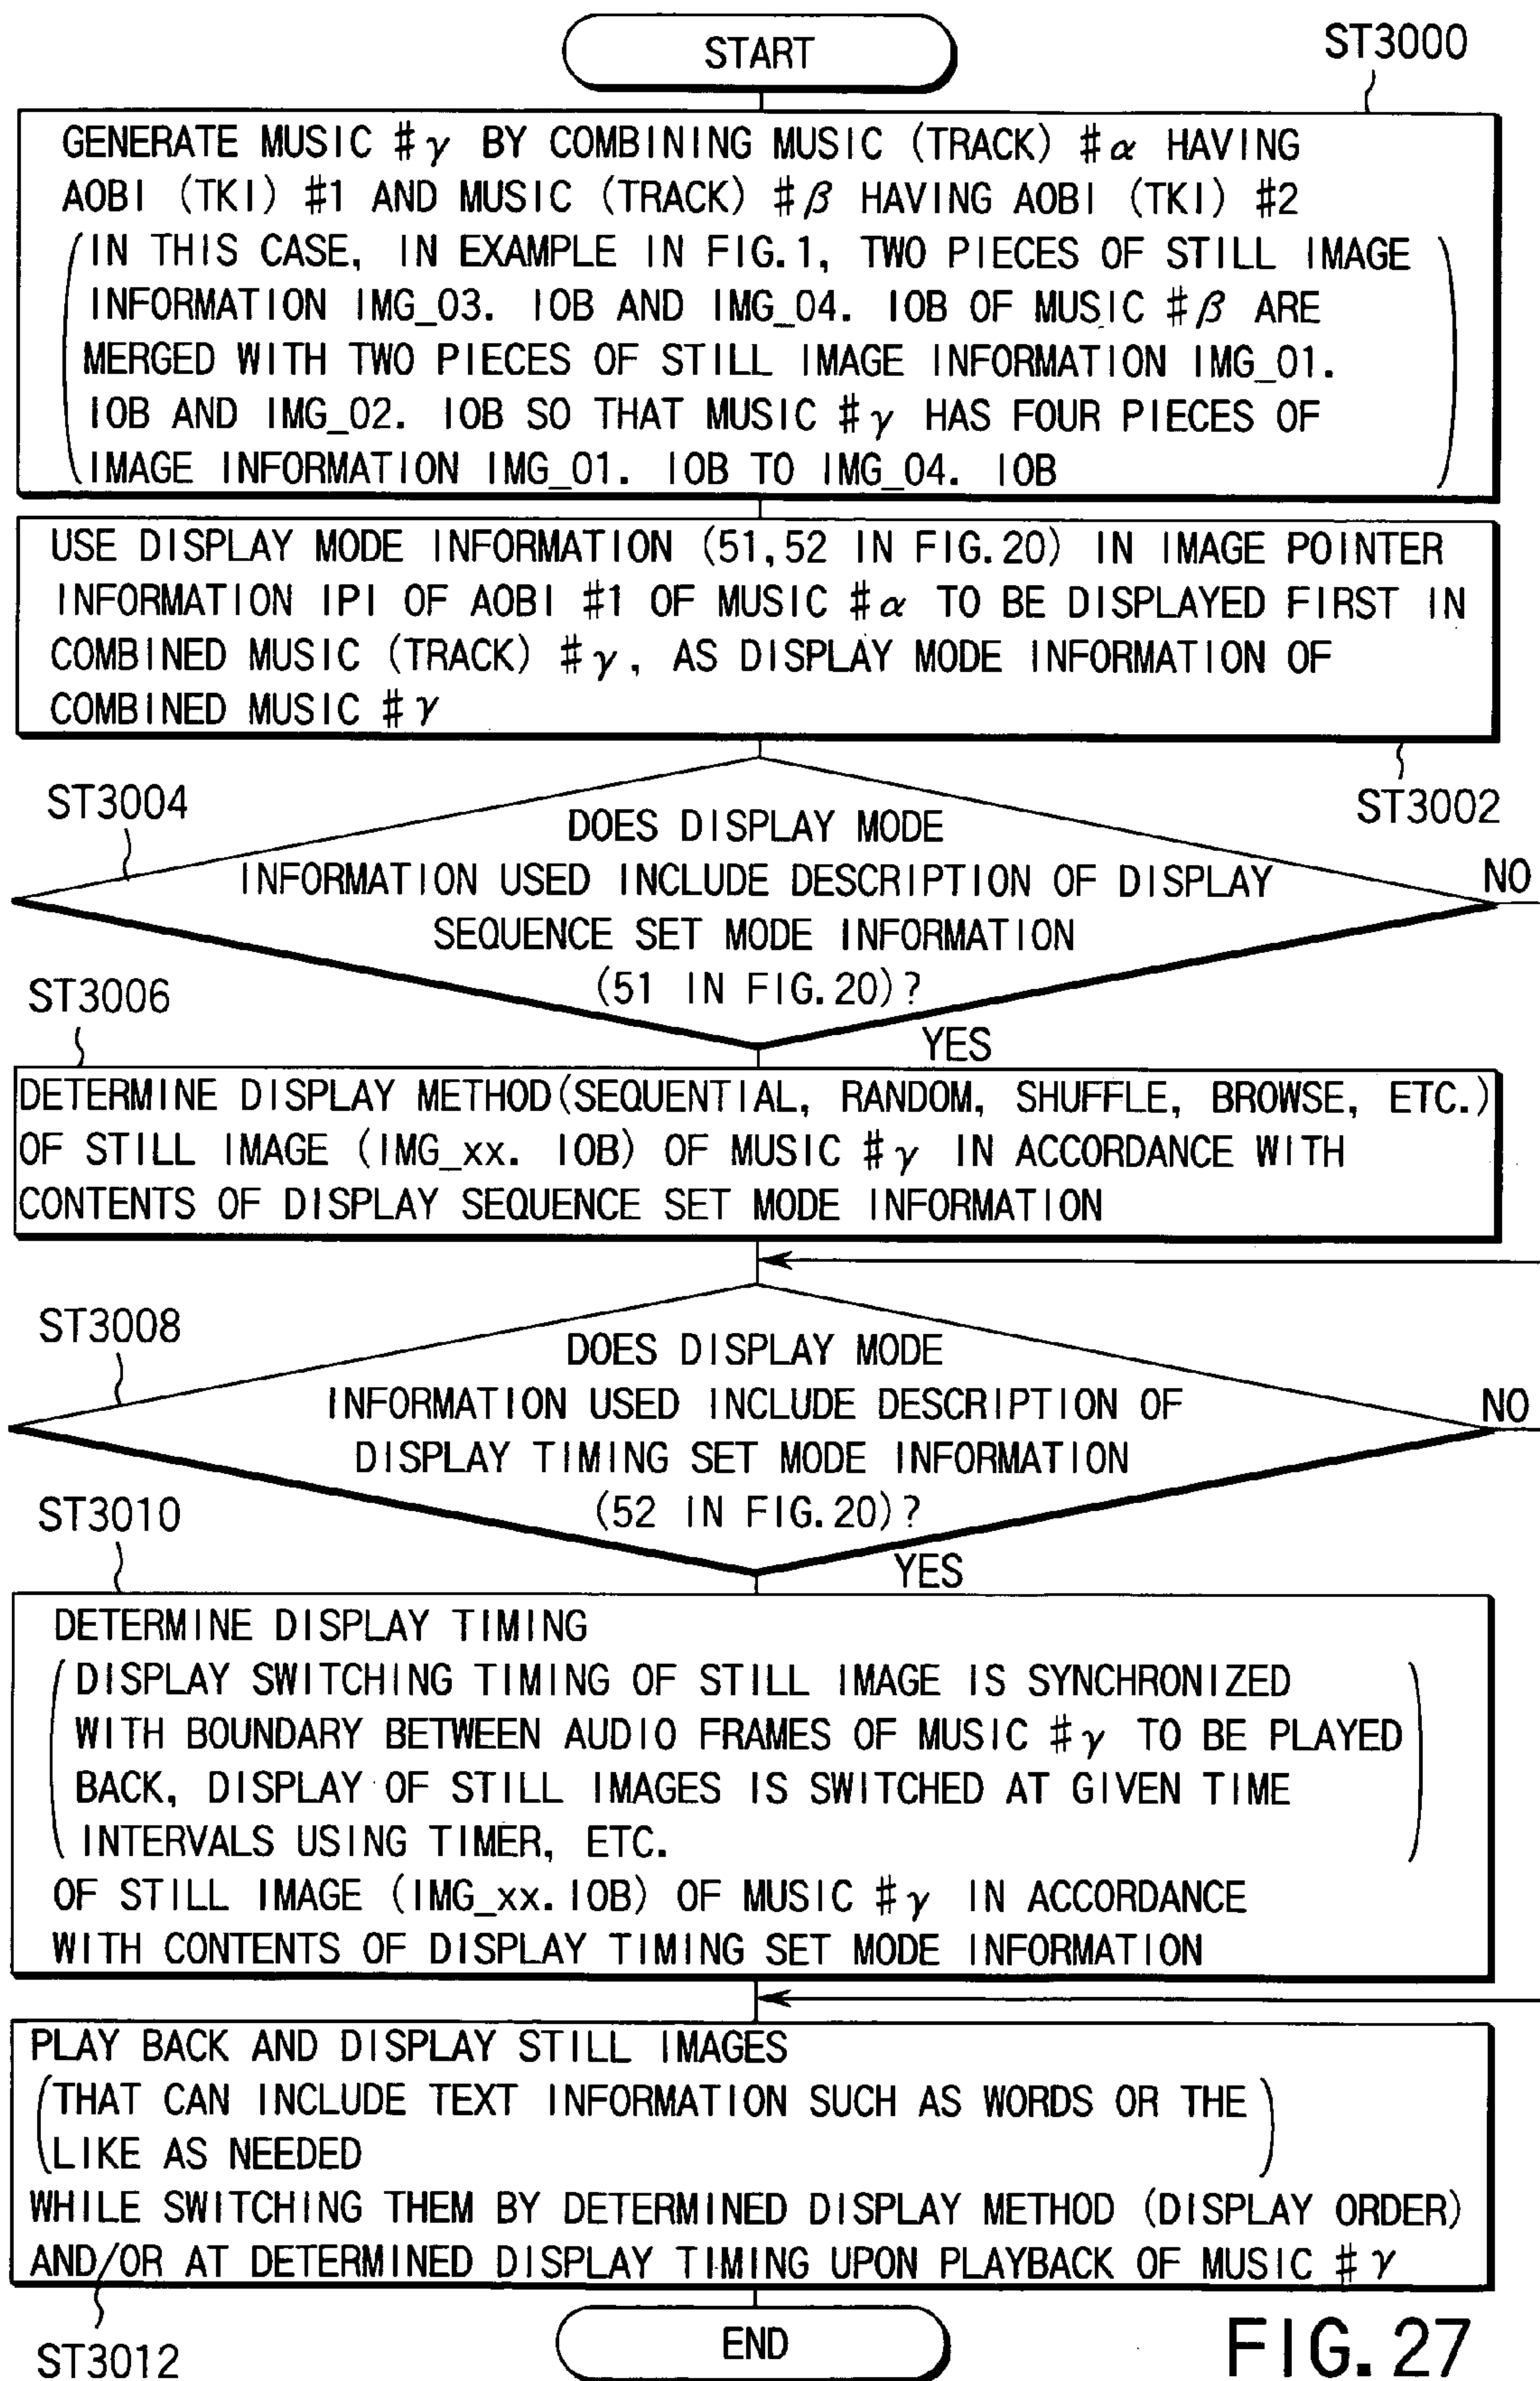 START
ST3000
GENERATE MUSIC #γ BY COMBINING MUSIC (TRACK) #α HAVING
AOBI (TKI) #1 AND MUSIC (TRACK) #β HAVING AOBI (TKI) #2
(IN THIS CASE, IN EXAMPLE IN FIG.1, TWO PIECES OF STILL IMAGE
INFORMATION IMG_03. IOB AND IMG_04. IOB OF MUSIC #β ARE
MERGED WITH TWO PIECES OF STILL IMAGE INFORMATION IMG_01.
IOB AND IMG_02. IOB SO THAT MUSIC #γ HAS FOUR PIECES OF
IMAGE INFORMATION IMG_01. IOB TO IMG_04. IOB)
USE DISPLAY MODE INFORMATION (51,52 IN FIG.20) IN IMAGE POINTER
INFORMATION IPI OF AOBI #1 OF MUSIC #α TO BE DISPLAYED FIRST IN
COMBINED MUSIC (TRACK) #γ, AS DISPLAY MODE INFORMATION OF
COMBINED MUSIC #γ
ST3002
ST3004
DOES DISPLAY MODE
INFORMATION USED INCLUDE DESCRIPTION OF DISPLAY
SEQUENCE SET MODE INFORMATION
(51 IN FIG.20)?
NO
YES
ST3006
DETERMINE DISPLAY METHOD(SEQUENTIAL, RANDOM, SHUFFLE, BROWSE, ETC.)
OF STILL IMAGE (IMG_xx. IOB) OF MUSIC #γ IN ACCORDANCE WITH
CONTENTS OF DISPLAY SEQUENCE SET MODE INFORMATION
ST3008
DOES DISPLAY MODE
INFORMATION USED INCLUDE DESCRIPTION OF
DISPLAY TIMING SET MODE INFORMATION
(52 IN FIG.20)?
NO
YES
ST3010
DETERMINE DISPLAY TIMING
(DISPLAY SWITCHING TIMING OF STILL IMAGE IS SYNCHRONIZED
WITH BOUNDARY BETWEEN AUDIO FRAMES OF MUSIC #γ TO BE PLAYED
BACK, DISPLAY OF STILL IMAGES IS SWITCHED AT GIVEN TIME
INTERVALS USING TIMER, ETC.)
OF STILL IMAGE (IMG_xx.IOB) OF MUSIC #γ IN ACCORDANCE
WITH CONTENTS OF DISPLAY TIMING SET MODE INFORMATION
PLAY BACK AND DISPLAY STILL IMAGES
(THAT CAN INCLUDE TEXT INFORMATION SUCH AS WORDS OR THE
LIKE AS NEEDED)
WHILE SWITCHING THEM BY DETERMINED DISPLAY METHOD (DISPLAY ORDER)
AND/OR AT DETERMINED DISPLAY TIMING UPON PLAYBACK OF MUSIC #γ
ST3012
END
FIG.27